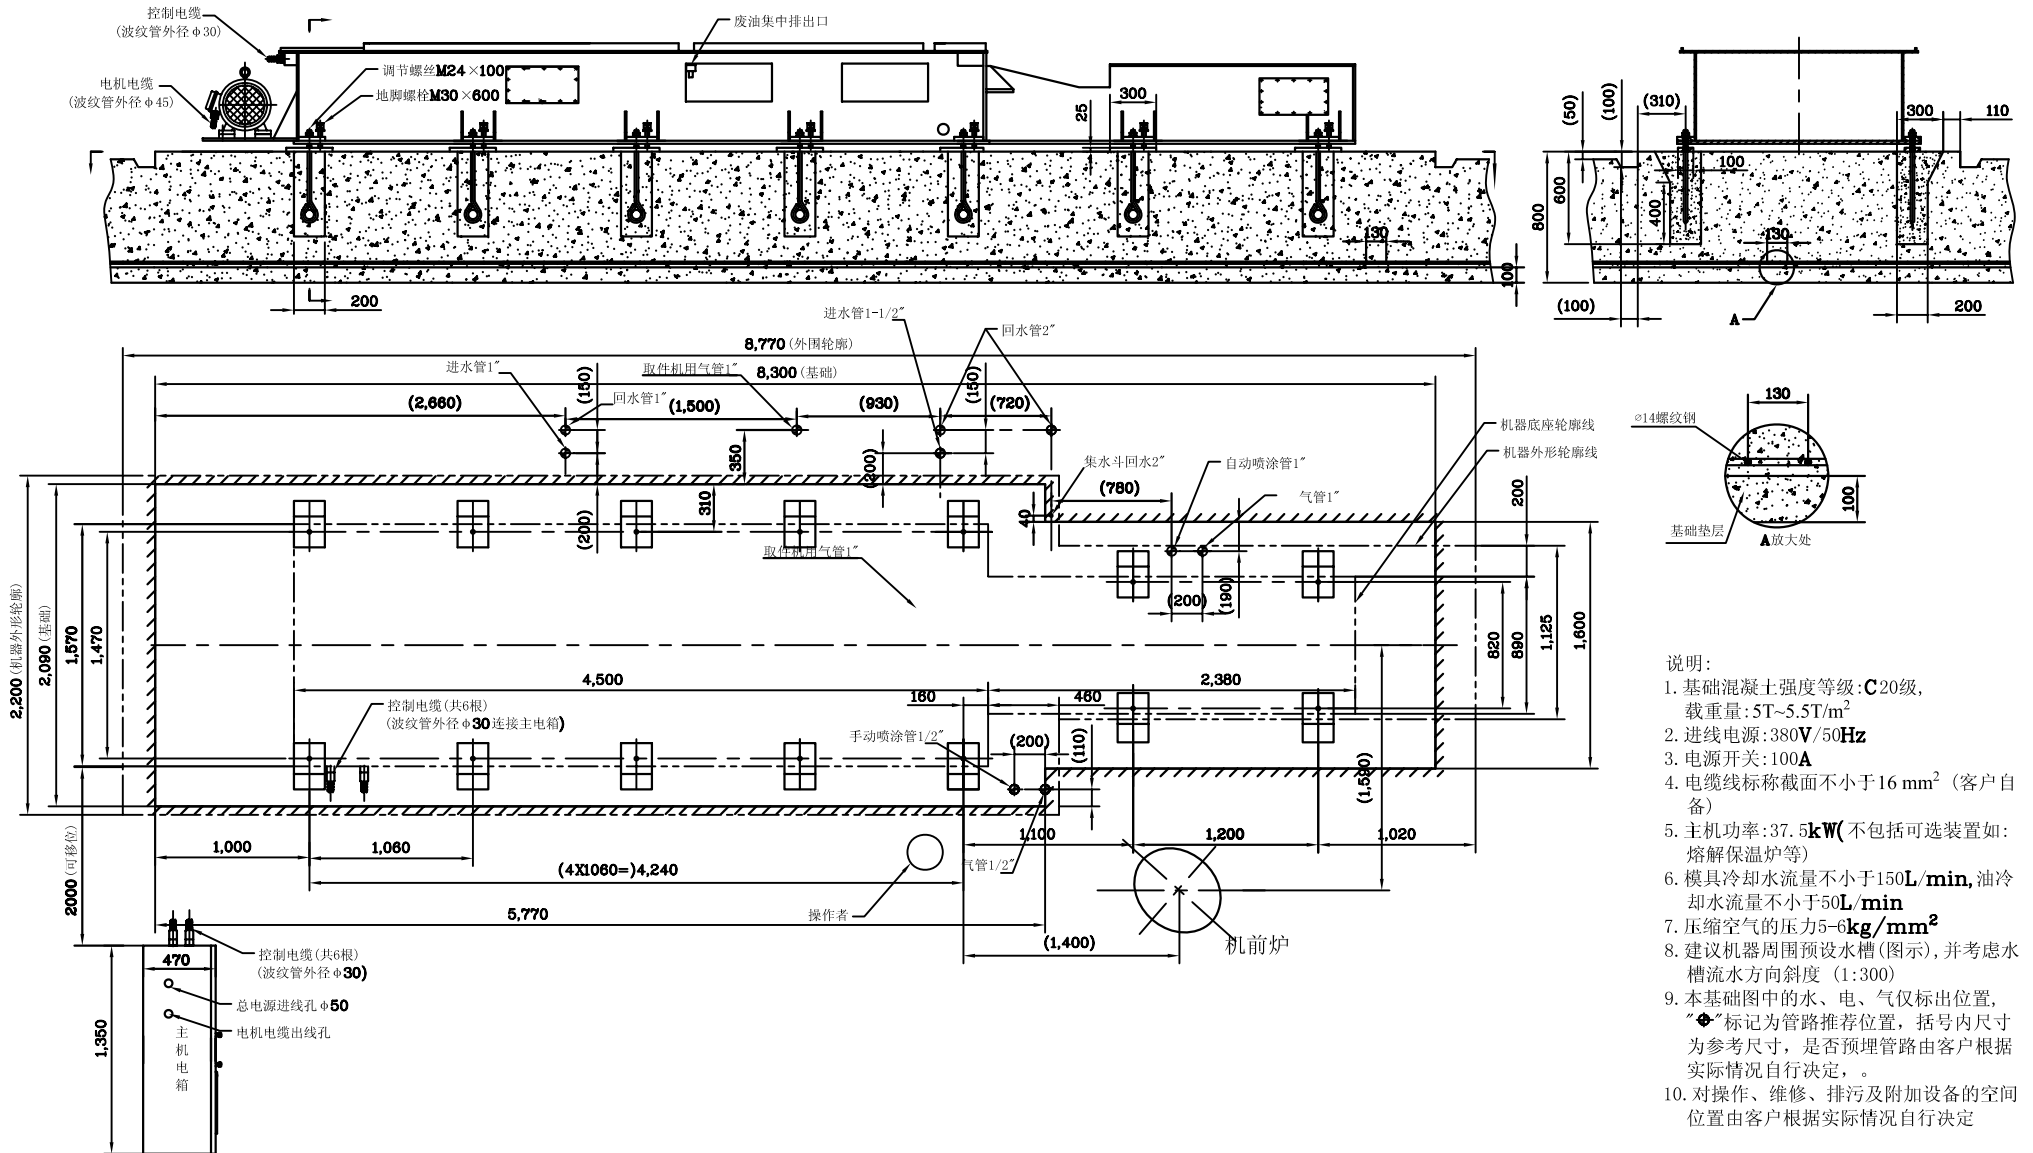 控制电缆
(波纹管外径φ30)
废油集中排出口
电机电缆
(波纹管外径φ45)
调节螺丝M24×100
地脚螺栓M30×600
300
25
200
130
100
(50)
(100)
(310)
300
110
100
600
800
400
130
(100)
200
A
进水管1-1/2"
回水管2"
8,770(外围轮廓)
进水管1"
取件机用气管1"
8,300(基础)
(150)
(150)
(2,660)
回水管1"
(1,500)
(930)
(720)
350
(200)
集水斗回水2"
自动喷涂管1"
机器底座轮廓线
机器外形轮廓线
(780)
气管1"
310
(200)
40
200
取件机用气管1"
(200)
(190)
2,200(机器外形轮廓)
2,090(基础)
1,570
1,470
820
890
1,125
1,600
4,500
2,380
160
460
控制电缆(共6根)
(波纹管外径φ30连接主电箱)
手动喷涂管1/2"
(200)
(110)
(1,590)
2000(可移位)
1,000
1,060
1,100
1,200
1,020
(4X1060=)4,240
气管1/2"
5,770
操作者
(1,400)
机前炉
470
控制电缆(共6根)
(波纹管外径φ30)
总电源进线孔φ50
电机电缆出线孔
主机电箱
1,350
130
⌀14螺纹钢
100
基础垫层
A放大处
说明:
1.基础混凝土强度等级:C20级,
载重量:5T~5.5T/m²
2.进线电源:380V/50Hz
3.电源开关:100A
4.电缆线标称截面不小于16 mm² (客户自
备)
5.主机功率:37.5kW(不包括可选装置如:
熔解保温炉等)
6.模具冷却水流量不小于150L/min,油冷
却水流量不小于50L/min
7.压缩空气的压力5-6kg/mm²
8.建议机器周围预设水槽(图示),并考虑水
槽流水方向斜度 (1:300)
9.本基础图中的水、电、气仅标出位置,
"⌖"标记为管路推荐位置，括号内尺寸
为参考尺寸，是否预埋管路由客户根据
实际情况自行决定，。
10.对操作、维修、排污及附加设备的空间
位置由客户根据实际情况自行决定